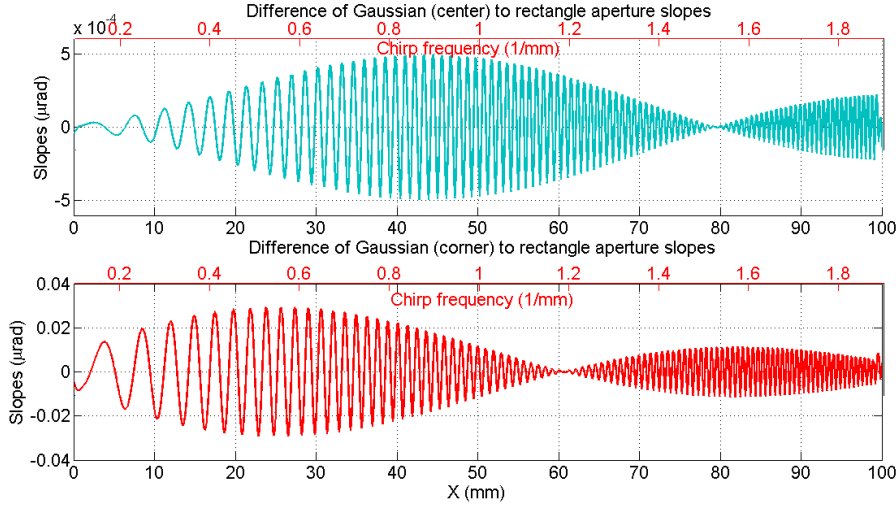 Difference of Gaussian (center) to rectangle aperture slopes
x 10⁻⁴
0.2 0.4 0.6 0.8 1 1.2 1.4 1.6 1.8
Chirp frequency (1/mm)
5
0
-5
Slopes (µrad)
0 10 20 30 40 50 60 70 80 90 100
Difference of Gaussian (corner) to rectangle aperture slopes
0.2 0.4 0.6 0.8 1 1.2 1.4 1.6 1.8
Chirp frequency (1/mm)
0.04
0.02
0
-0.02
-0.04
Slopes (µrad)
0 10 20 30 40 50 60 70 80 90 100
X (mm)